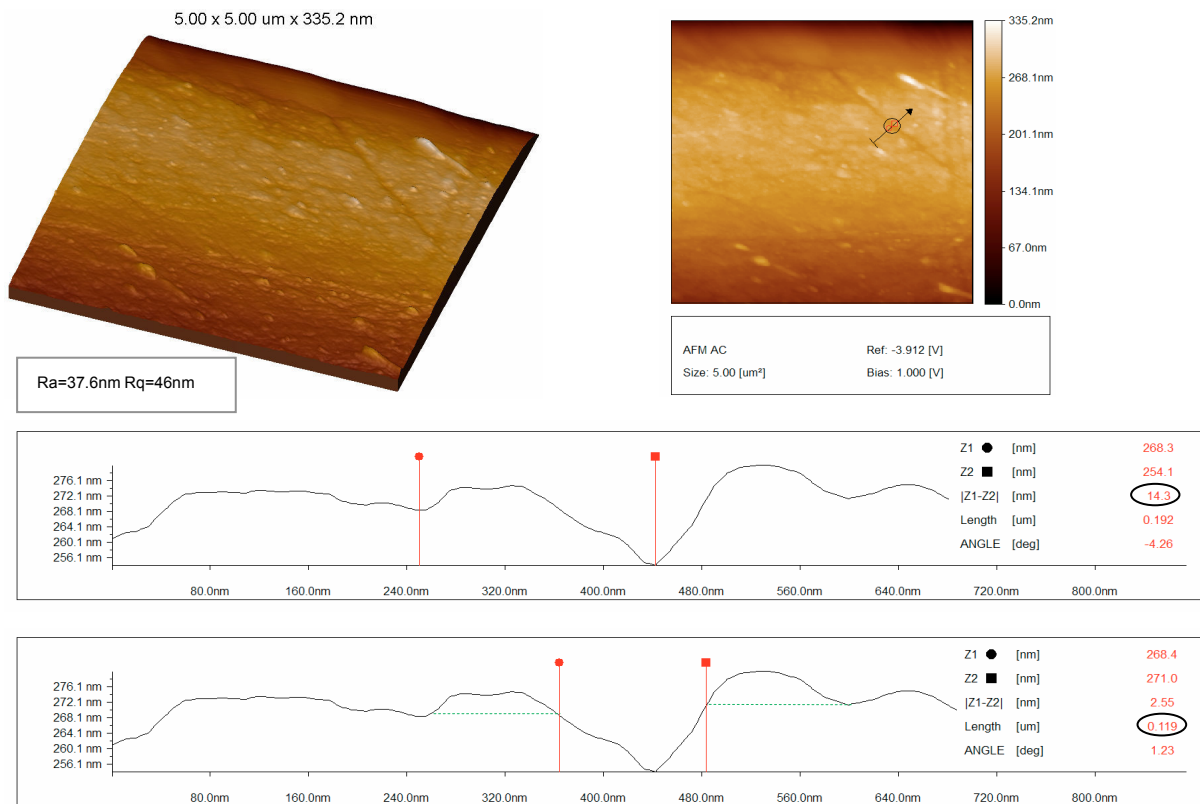 5.00 x 5.00 um x 335.2 nm
335.2nm
268.1nm
201.1nm
134.1nm
67.0nm
0.0nm
AFM AC Ref: -3.912 [V]
Size: 5.00 [um²] Bias: 1.000 [V]
Ra=37.6nm Rq=46nm
276.1 nm
272.1 nm
268.1 nm
264.1 nm
260.1 nm
256.1 nm
80.0nm 160.0nm 240.0nm 320.0nm 400.0nm 480.0nm 560.0nm 640.0nm 720.0nm 800.0nm
Z1 [nm] 268.3
Z2 [nm] 254.1
|Z1-Z2| [nm] 14.3
Length [um] 0.192
ANGLE [deg] -4.26
276.1 nm
272.1 nm
268.1 nm
264.1 nm
260.1 nm
256.1 nm
80.0nm 160.0nm 240.0nm 320.0nm 400.0nm 480.0nm 560.0nm 640.0nm 720.0nm 800.0nm
Z1 [nm] 268.4
Z2 [nm] 271.0
|Z1-Z2| [nm] 2.55
Length [um] 0.119
ANGLE [deg] 1.23